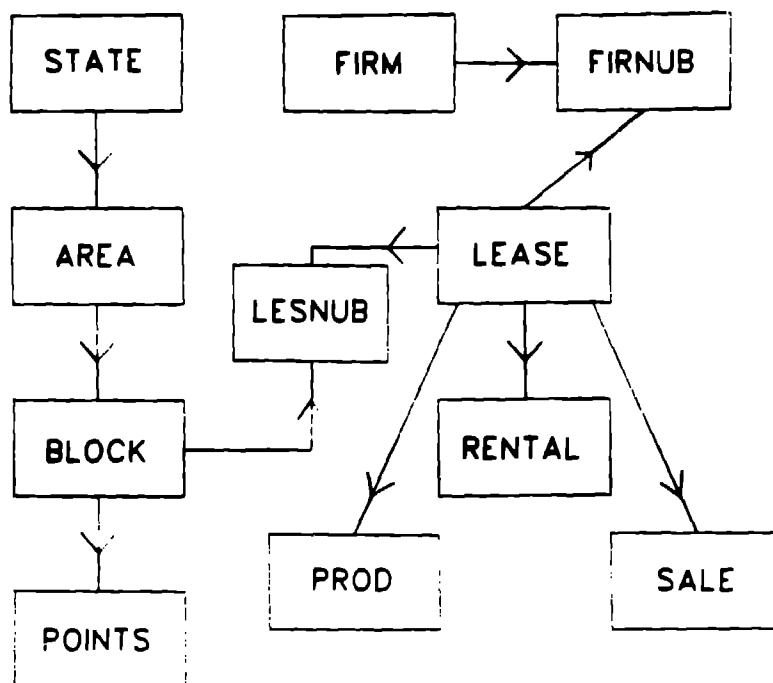 STATE
FIRM
FIRNUB
AREA
LESNUB
LEASE
BLOCK
RENTAL
POINTS
PROD
SALE